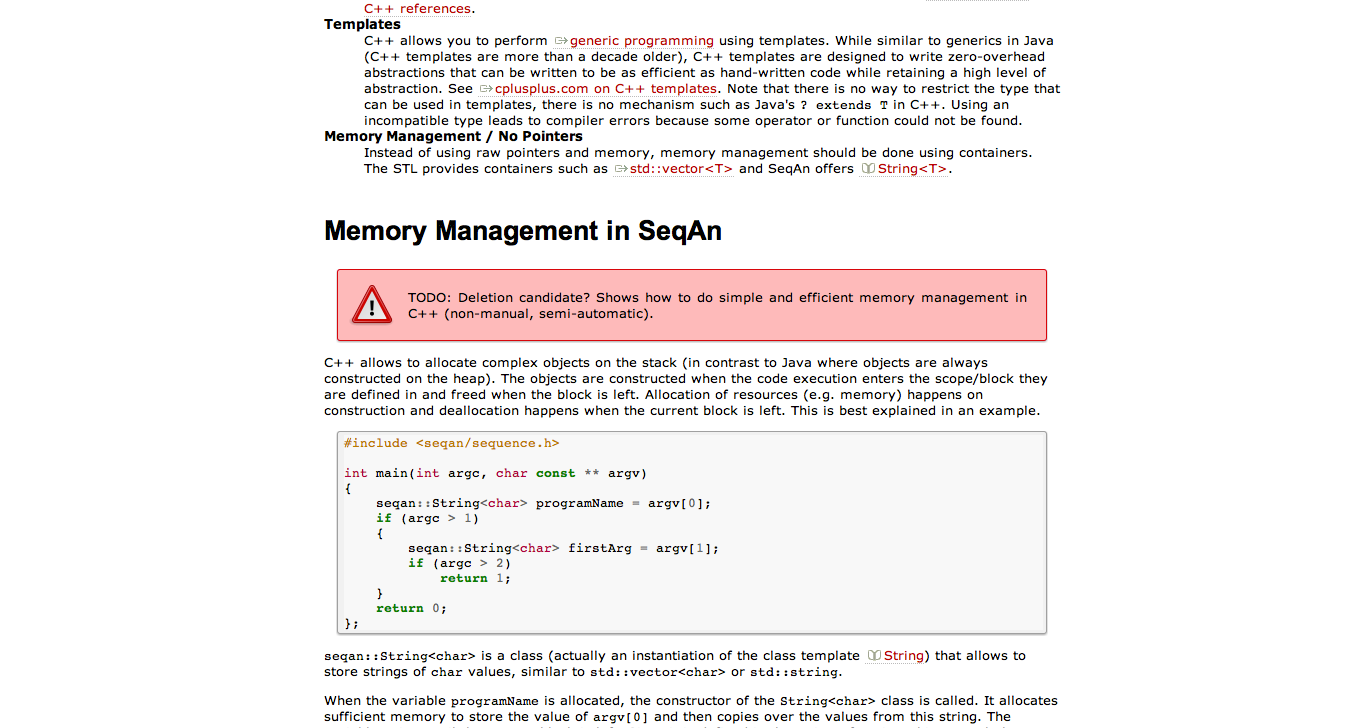 C++ references.
Templates
C++ allows you to perform generic programming using templates. While similar to generics in Java
(C++ templates are more than a decade older), C++ templates are designed to write zero-overhead
abstractions that can be written to be as efficient as hand-written code while retaining a high level of
abstraction. See cplusplus.com on C++ templates. Note that there is no way to restrict the type that
can be used in templates, there is no mechanism such as Java's ? extends T in C++. Using an
incompatible type leads to compiler errors because some operator or function could not be found.
Memory Management / No Pointers
Instead of using raw pointers and memory, memory management should be done using containers.
The STL provides containers such as std::vector<T> and SeqAn offers String<T>.
Memory Management in SeqAn
TODO: Deletion candidate? Shows how to do simple and efficient memory management in
C++ (non-manual, semi-automatic).
C++ allows to allocate complex objects on the stack (in contrast to Java where objects are always
constructed on the heap). The objects are constructed when the code execution enters the scope/block they
are defined in and freed when the block is left. Allocation of resources (e.g. memory) happens on
construction and deallocation happens when the current block is left. This is best explained in an example.
#include <seqan/sequence.h>
int main(int argc, char const ** argv)
{
    seqan::String<char> programName = argv[0];
    if (argc > 1)
    {
        seqan::String<char> firstArg = argv[1];
        if (argc > 2)
            return 1;
    }
    return 0;
};
seqan::String<char> is a class (actually an instantiation of the class template String) that allows to
store strings of char values, similar to std::vector<char> or std::string.
When the variable programName is allocated, the constructor of the String<char> class is called. It allocates
sufficient memory to store the value of argv[0] and then copies over the values from this string. The